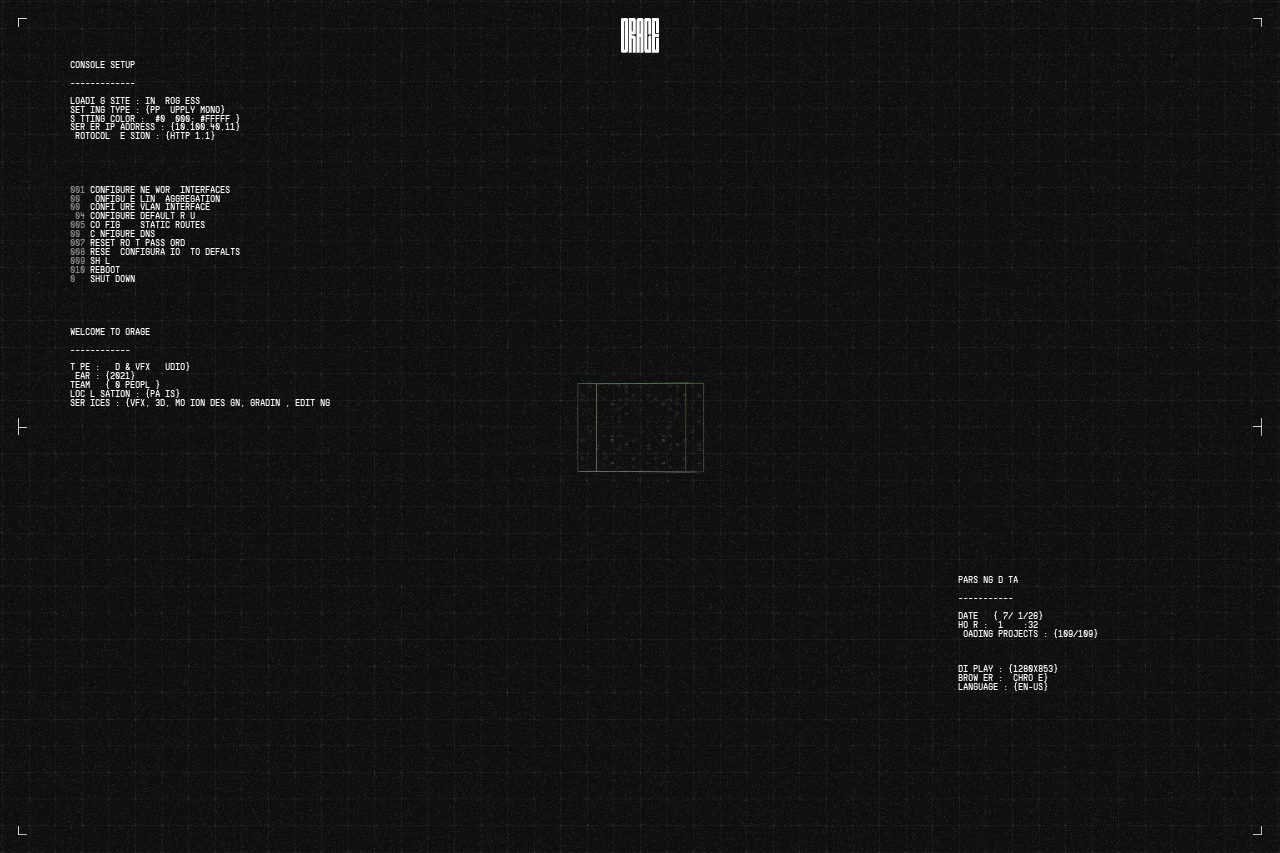 ORAGE
CONSOLE SETUP
-------------
LOADI G SITE : IN  ROG ESS
SET ING TYPE : {PP  UPPLY MONO}
S TTING COLOR :  #0  000; #FFFFF }
SER ER IP ADDRESS : {10.100.40.11}
ROTOCOL  E SION : {HTTP 1.1}
001 CONFIGURE NE WOR  INTERFACES
00   ONFIGU E LIN  AGGREGATION
00  CONFI URE VLAN INTERFACE
04 CONFIGURE DEFAULT R U
005 CO FIG    STATIC ROUTES
00  C NFIGURE DNS
007 RESET RO T PASS ORD
008 RESE  CONFIGURA IO  TO DEFALTS
009 SH L
010 REBOOT
0   SHUT DOWN
WELCOME TO ORAGE
------------
T PE :   D & VFX   UDIO}
EAR : {2021}
TEAM   { 0 PEOPL }
LOC L SATION : {PA IS}
SER ICES : {VFX, 3D, MO ION DES GN, GRADIN , EDIT NG
PARS NG D TA
-----------
DATE   { 7/ 1/26}
HO R :  1    :32
OADING PROJECTS : {109/109}
DI PLAY : {1280X853}
BROW ER :  CHRO E}
LANGUAGE : {EN-US}